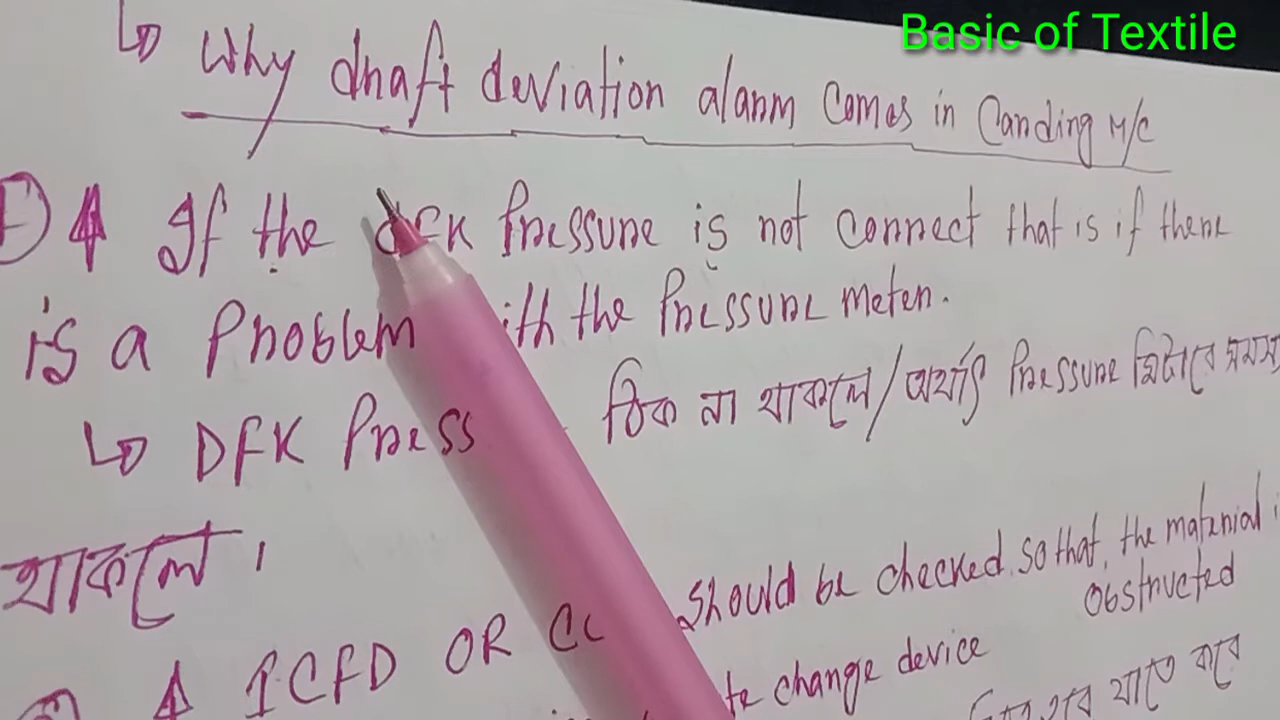 Basic of Textile
Why draft deviation alarm comes in Carding M/C
If the DFK Pressure is not correct that is if there
is a Problem with the Pressure meter.
DFK Press ঠিক না থাকলে/অর্থাৎ Pressure মিটারে সমস্যা
থাকলে।
ICFD OR should be checked so that the material
obstructed
change device
যাতে করে